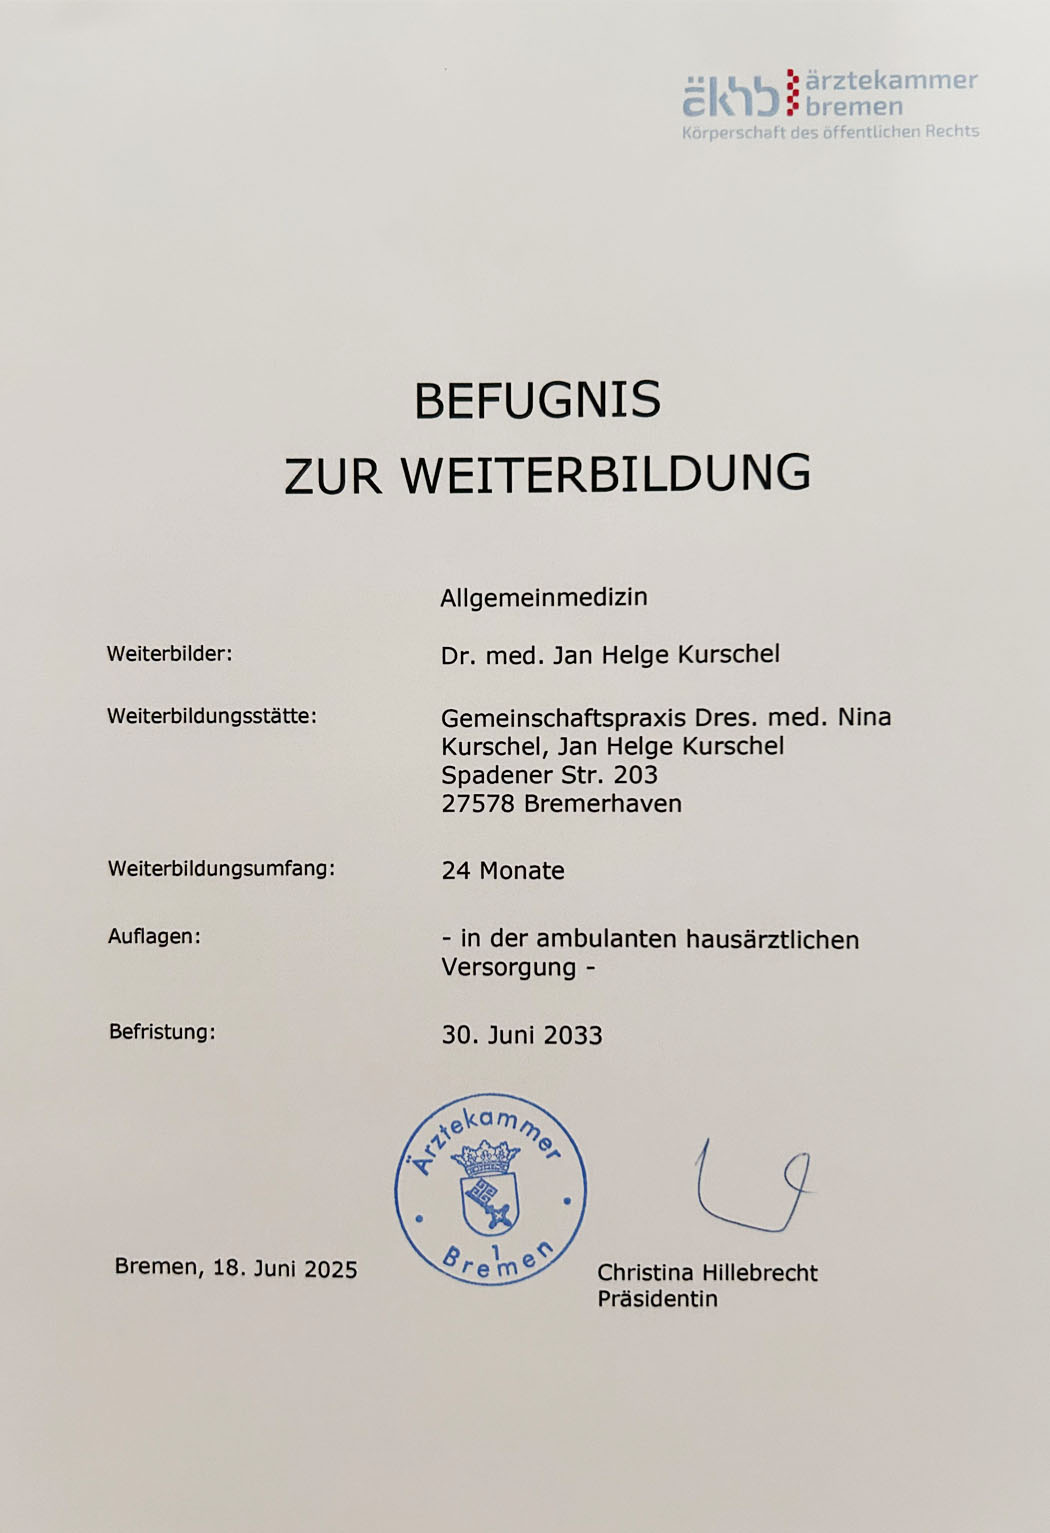 äkhb ärztekammer
bremen
Körperschaft des öffentlichen Rechts
BEFUGNIS
ZUR WEITERBILDUNG
Allgemeinmedizin
Weiterbilder: Dr. med. Jan Helge Kurschel
Weiterbildungsstätte: Gemeinschaftspraxis Dres. med. Nina
Kurschel, Jan Helge Kurschel
Spadener Str. 203
27578 Bremerhaven
Weiterbildungsumfang: 24 Monate
Auflagen: - in der ambulanten hausärztlichen
Versorgung -
Befristung: 30. Juni 2033
Ärztekammer
1
Bremen
Bremen, 18. Juni 2025
Christina Hillebrecht
Präsidentin